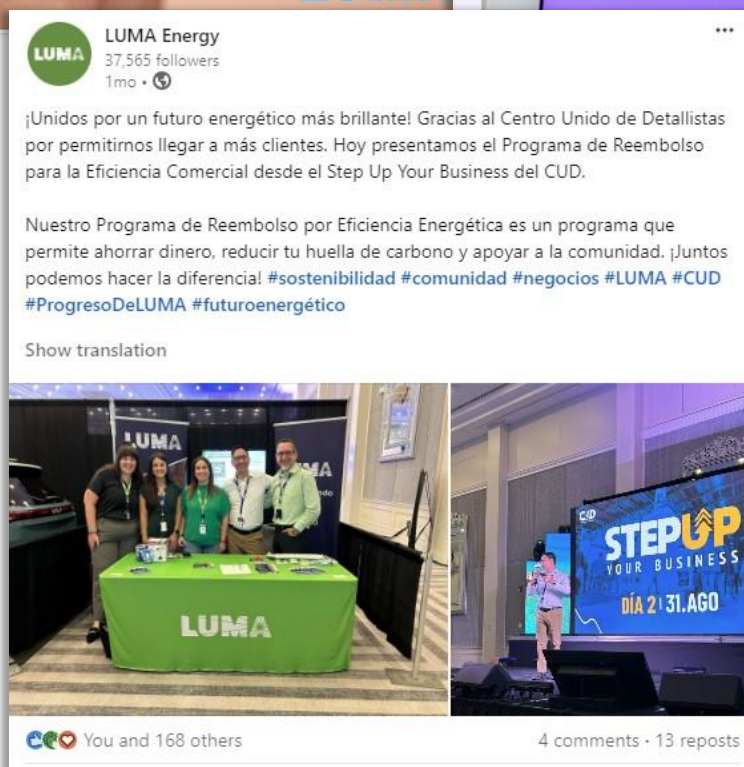 LUMA
LUMA Energy
37,565 followers
1mo •
¡Unidos por un futuro energético más brillante! Gracias al Centro Unido de Detallistas
por permitirnos llegar a más clientes. Hoy presentamos el Programa de Reembolso
para la Eficiencia Comercial desde el Step Up Your Business del CUD.
Nuestro Programa de Reembolso por Eficiencia Energética es un programa que
permite ahorrar dinero, reducir tu huella de carbono y apoyar a la comunidad. ¡Juntos
podemos hacer la diferencia! #sostenibilidad #comunidad #negocios #LUMA #CUD
#ProgresoDeLUMA #futuroenergético
Show translation
LUMA
MA
LUMA
CUD
STEP UP
YOUR BUSINESS
DÍA 2 | 31.AGO
You and 168 others
4 comments · 13 reposts